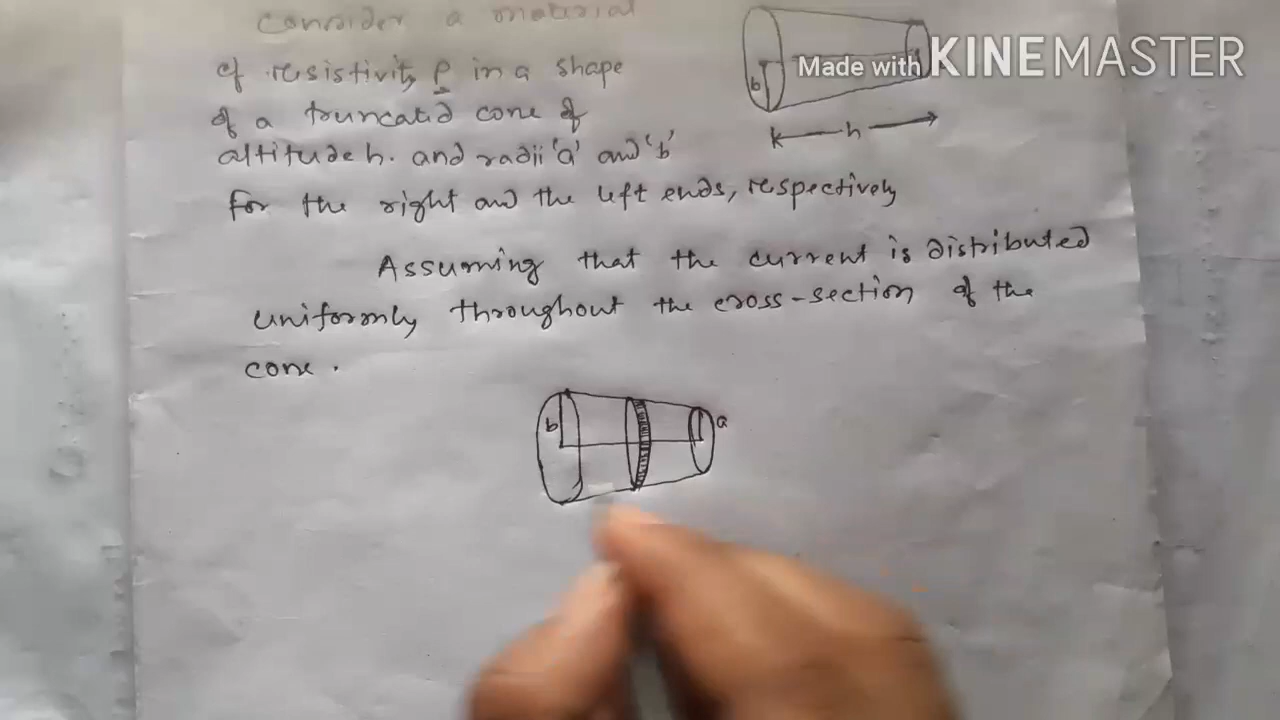 Consider a material
of resistivity ρ in a shape
of a truncated cone of
altitude h. and radii 'a' and 'b'
for the right and the left ends, respectively
Assuming that the current is distributed
uniformly throughout the cross-section of the
cone.
b
h
Made with KINEMASTER
b
a